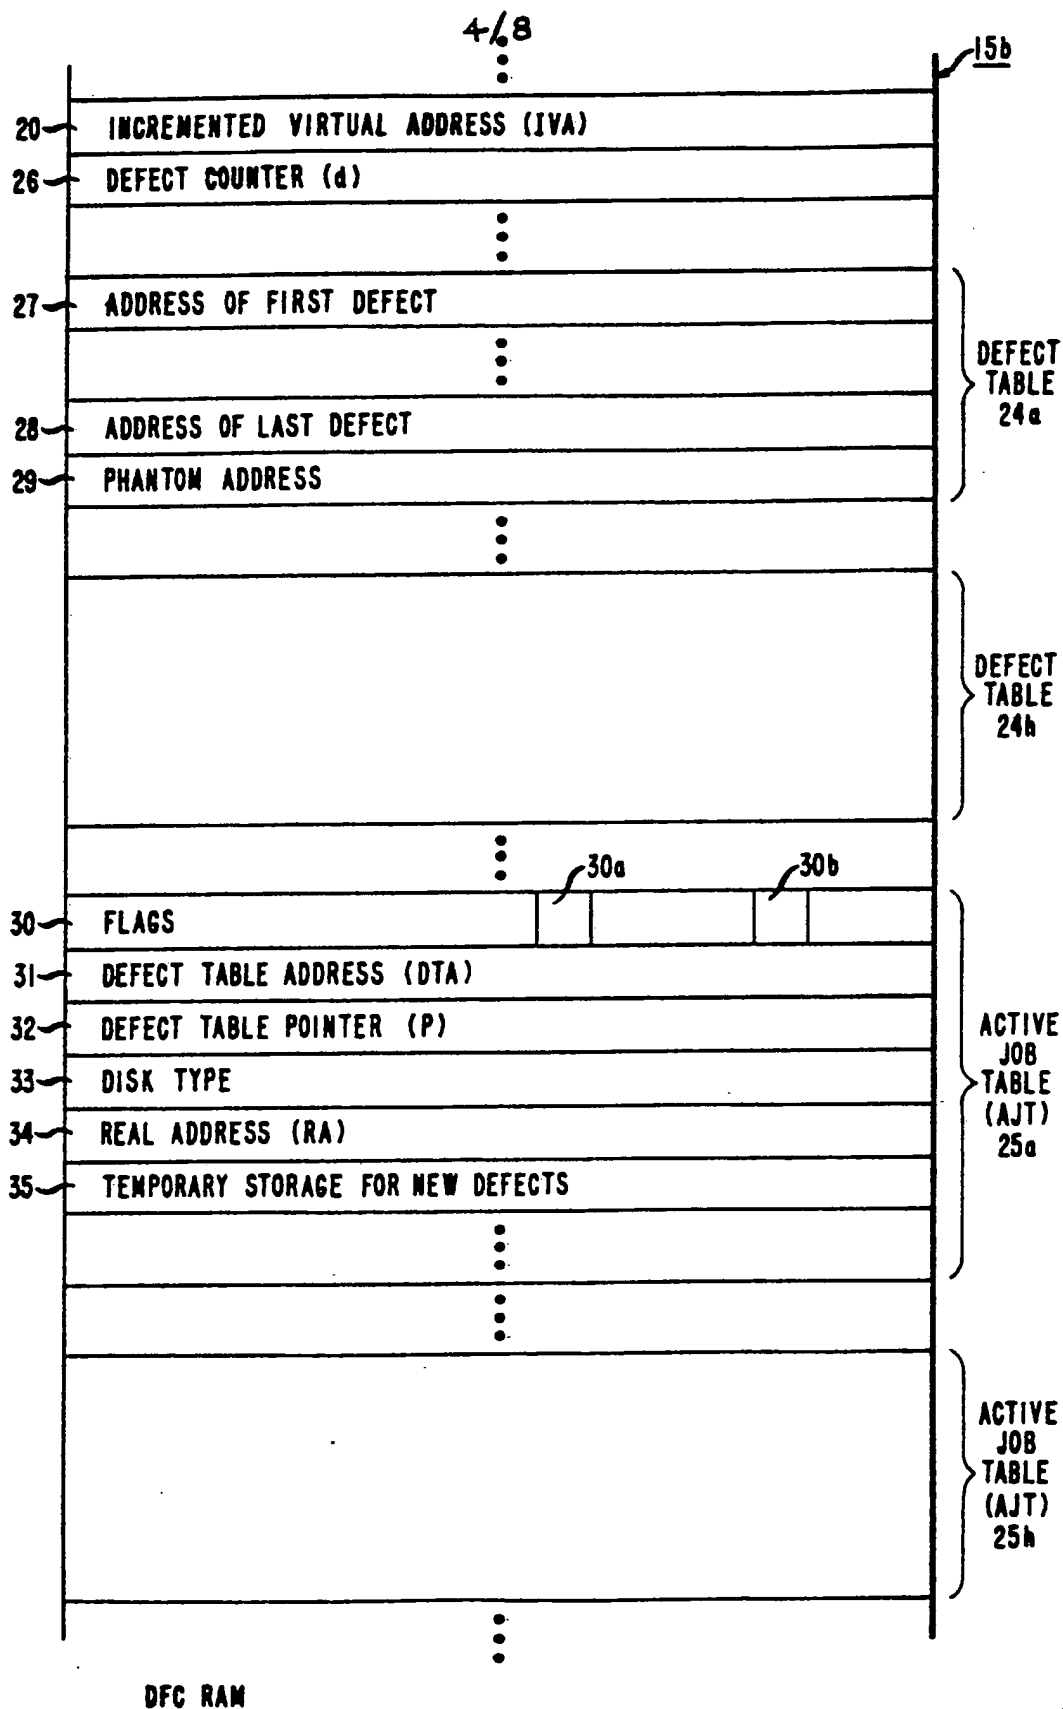 4/8
15b
20 INCREMENTED VIRTUAL ADDRESS (IVA)
26 DEFECT COUNTER (d)
27 ADDRESS OF FIRST DEFECT
DEFECT
TABLE
24a
28 ADDRESS OF LAST DEFECT
29 PHANTOM ADDRESS
DEFECT
TABLE
24h
30a
30b
30 FLAGS
31 DEFECT TABLE ADDRESS (DTA)
32 DEFECT TABLE POINTER (P)
33 DISK TYPE
34 REAL ADDRESS (RA)
35 TEMPORARY STORAGE FOR NEW DEFECTS
ACTIVE
JOB
TABLE
(AJT)
25a
ACTIVE
JOB
TABLE
(AJT)
25h
DFC RAM